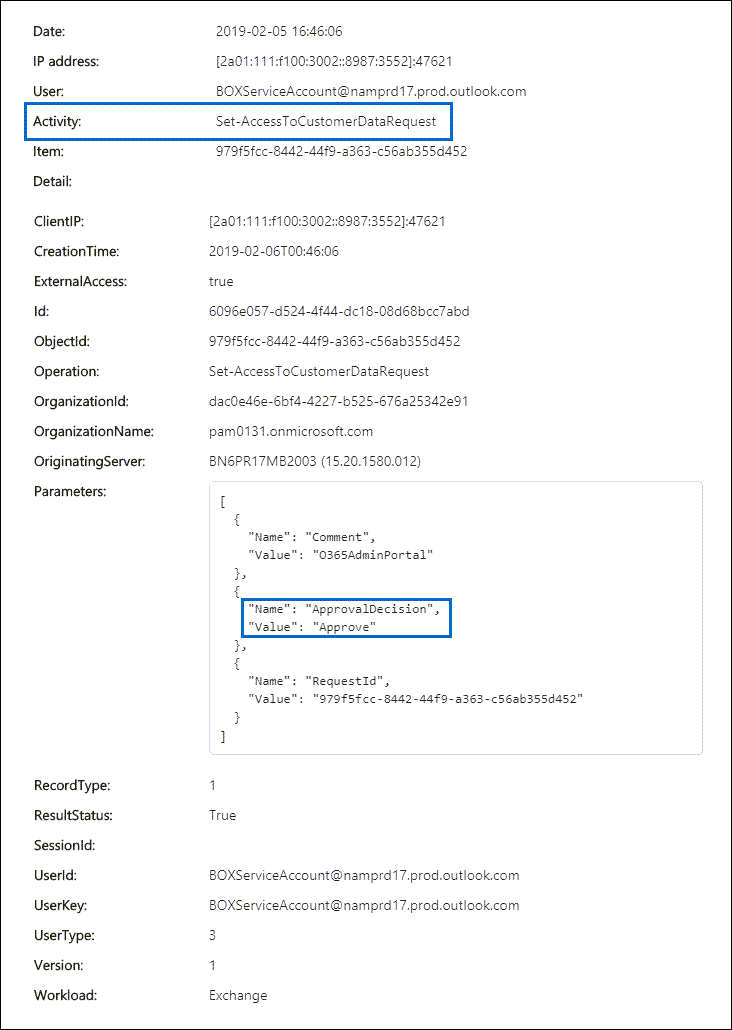 Date: 2019-02-05 16:46:06
IP address: [2a01:111:f100:3002::8987:3552]:47621
User: BOXServiceAccount@namprd17.prod.outlook.com
Activity: Set-AccessToCustomerDataRequest
Item: 979f5fcc-8442-44f9-a363-c56ab355d452
Detail:
ClientIP: [2a01:111:f100:3002::8987:3552]:47621
CreationTime: 2019-02-06T00:46:06
ExternalAccess: true
Id: 6096e057-d524-4f44-dc18-08d68bcc7abd
ObjectId: 979f5fcc-8442-44f9-a363-c56ab355d452
Operation: Set-AccessToCustomerDataRequest
OrganizationId: dac0e46e-6bf4-4227-b525-676a25342e91
OrganizationName: pam0131.onmicrosoft.com
OriginatingServer: BN6PR17MB2003 (15.20.1580.012)
Parameters:
[
{
"Name": "Comment",
"Value": "O365AdminPortal"
},
{
"Name": "ApprovalDecision",
"Value": "Approve"
},
{
"Name": "RequestId",
"Value": "979f5fcc-8442-44f9-a363-c56ab355d452"
}
]
RecordType: 1
ResultStatus: True
SessionId:
UserId: BOXServiceAccount@namprd17.prod.outlook.com
UserKey: BOXServiceAccount@namprd17.prod.outlook.com
UserType: 3
Version: 1
Workload: Exchange